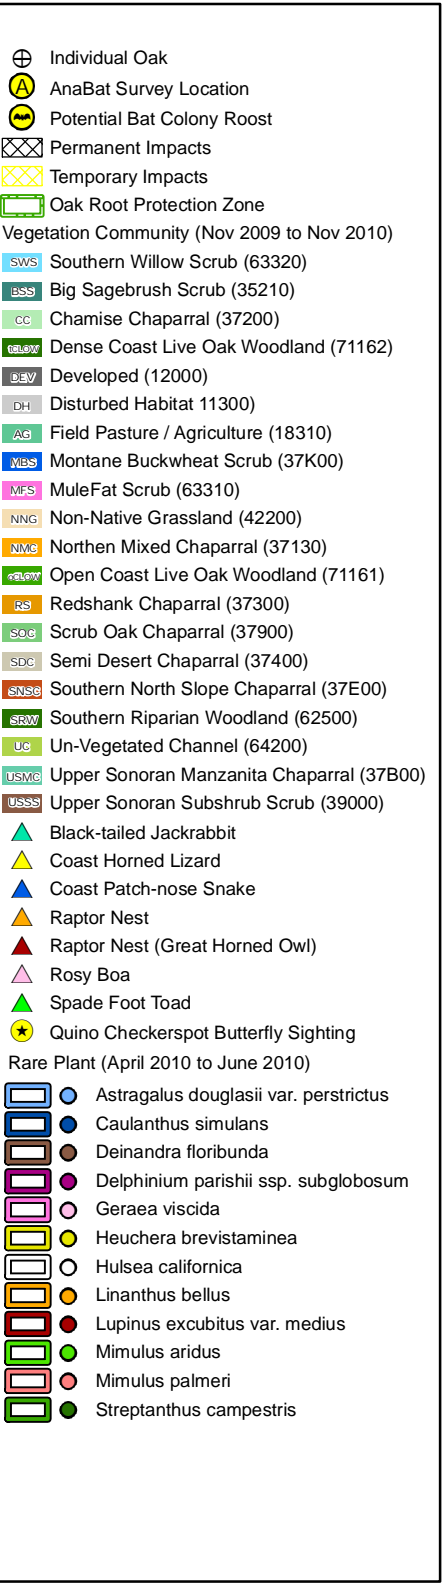 Individual Oak
A AnaBat Survey Location
Potential Bat Colony Roost
Permanent Impacts
Temporary Impacts
Oak Root Protection Zone
Vegetation Community (Nov 2009 to Nov 2010)
SWS Southern Willow Scrub (63320)
BSS Big Sagebrush Scrub (35210)
CC Chamise Chaparral (37200)
Dense Coast Live Oak Woodland (71162)
DEV Developed (12000)
DH Disturbed Habitat 11300)
AG Field Pasture / Agriculture (18310)
MBS Montane Buckwheat Scrub (37K00)
MFS MuleFat Scrub (63310)
NNG Non-Native Grassland (42200)
NMC Northen Mixed Chaparral (37130)
oCLOW Open Coast Live Oak Woodland (71161)
RS Redshank Chaparral (37300)
SOC Scrub Oak Chaparral (37900)
SDC Semi Desert Chaparral (37400)
SNSC Southern North Slope Chaparral (37E00)
SRW Southern Riparian Woodland (62500)
UC Un-Vegetated Channel (64200)
USMC Upper Sonoran Manzanita Chaparral (37B00)
USSS Upper Sonoran Subshrub Scrub (39000)
Black-tailed Jackrabbit
Coast Horned Lizard
Coast Patch-nose Snake
Raptor Nest
Raptor Nest (Great Horned Owl)
Rosy Boa
Spade Foot Toad
Quino Checkerspot Butterfly Sighting
Rare Plant (April 2010 to June 2010)
Astragalus douglasii var. perstrictus
Caulanthus simulans
Deinandra floribunda
Delphinium parishii ssp. subglobosum
Geraea viscida
Heuchera brevistaminea
Hulsea californica
Linanthus bellus
Lupinus excubitus var. medius
Mimulus aridus
Mimulus palmeri
Streptanthus campestris